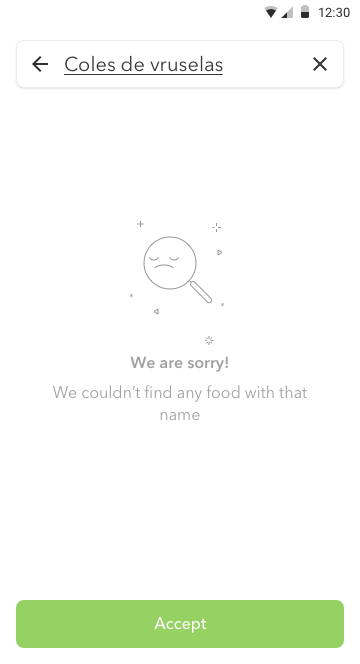 12:30
Coles de vruselas
We are sorry!
We couldn't find any food with that
name
Accept